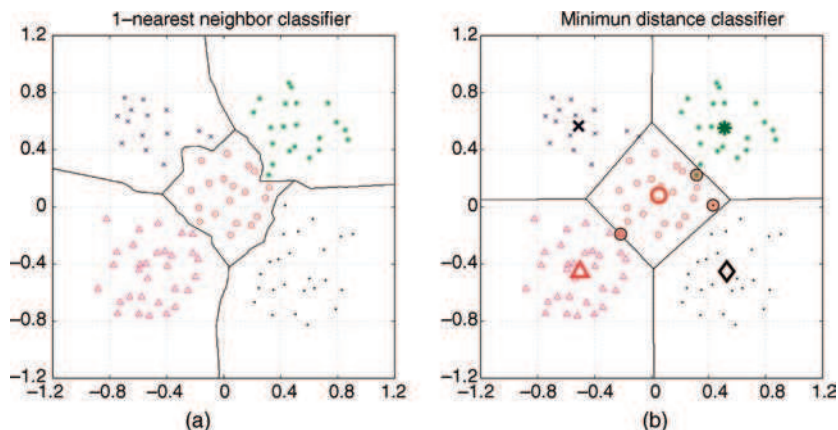 1–nearest neighbor classifier
1.2
0.8
0.4
0
–0.4
–0.8
–1.2
–1.2 –0.8 –0.4 0 0.4 0.8 1.2
(a)
Minimun distance classifier
1.2
0.8
0.4
0
–0.4
–0.8
–1.2
–1.2 –0.8 –0.4 0 0.4 0.8 1.2
(b)